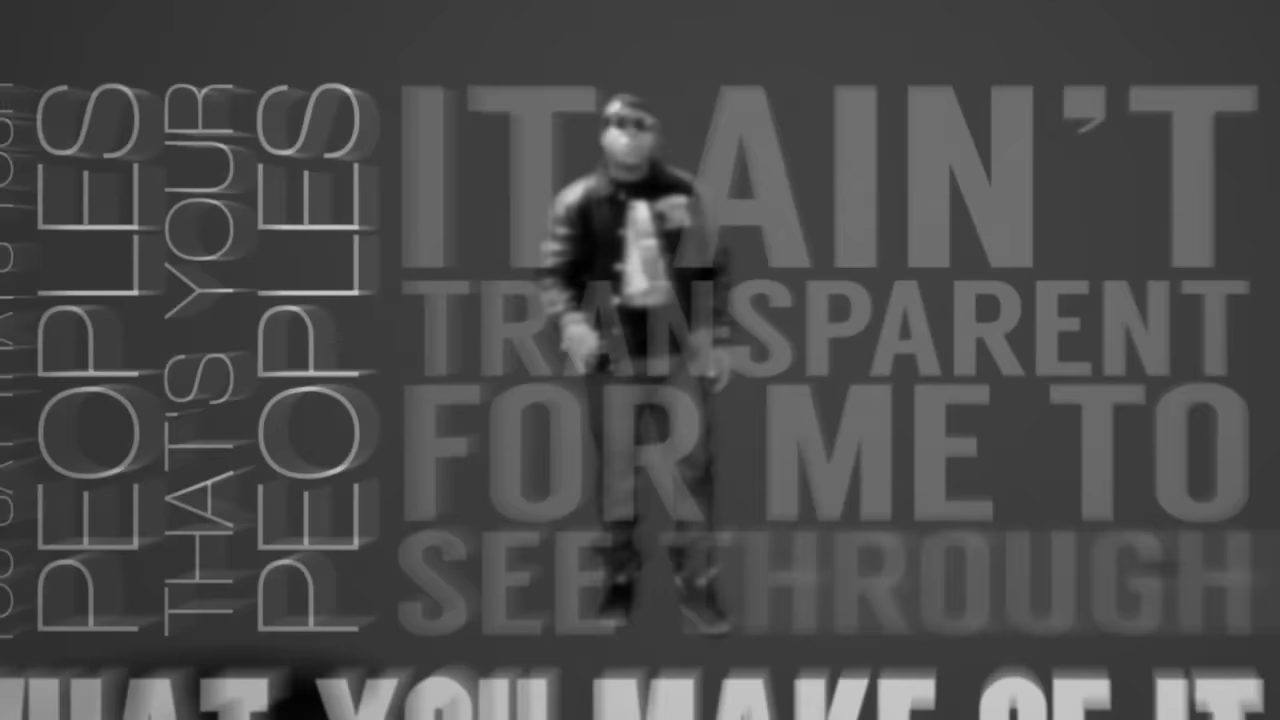 PEOPLES
THAT'S YOUR
PEOPLES
IT AIN'T
TRANSPARENT
FOR ME TO
SEE THROUGH
WHAT YOU MAKE OF IT